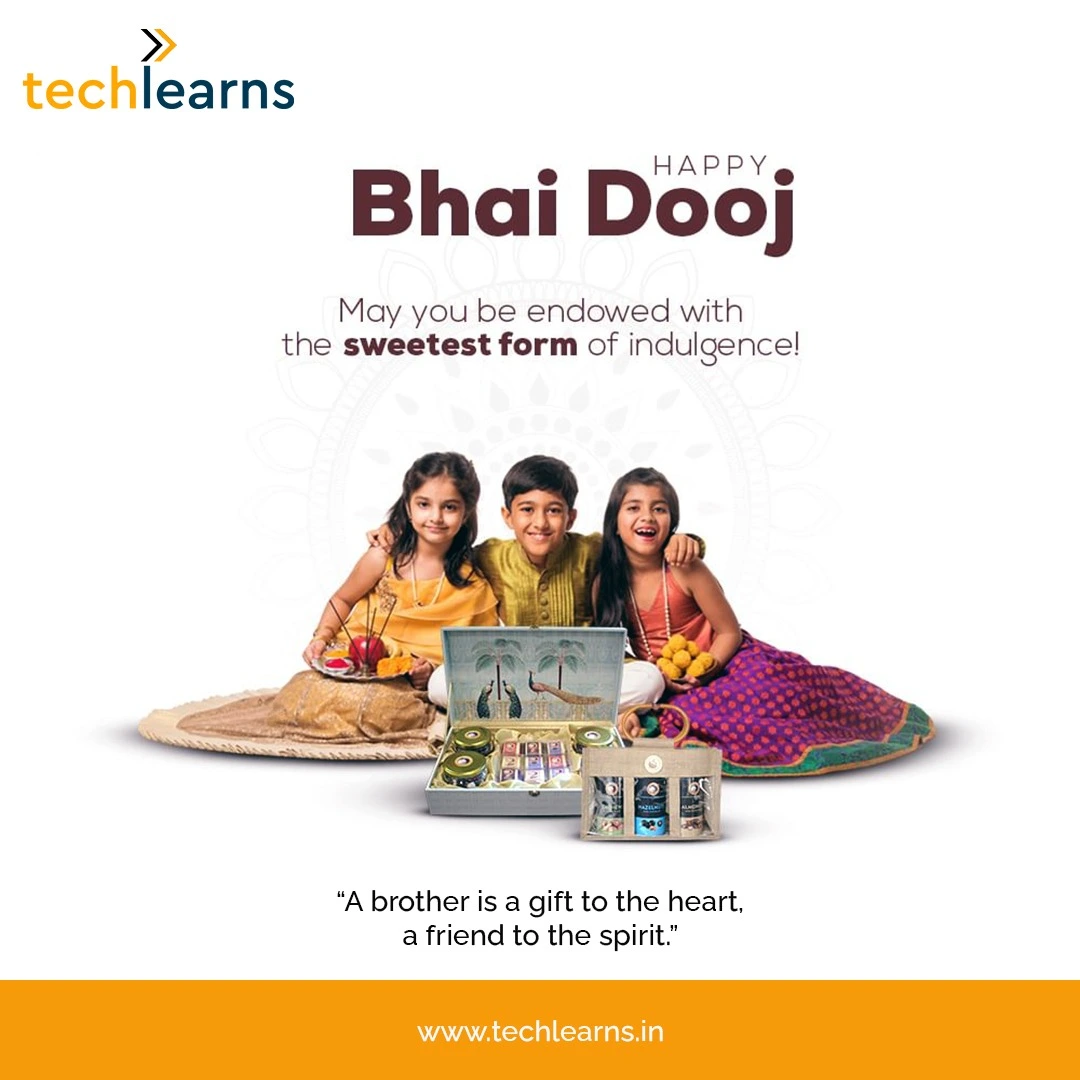 techlearns
HAPPY
Bhai Dooj
May you be endowed with
the sweetest form of indulgence!
HAZELNUT
“A brother is a gift to the heart,
a friend to the spirit.”
www.techlearns.in